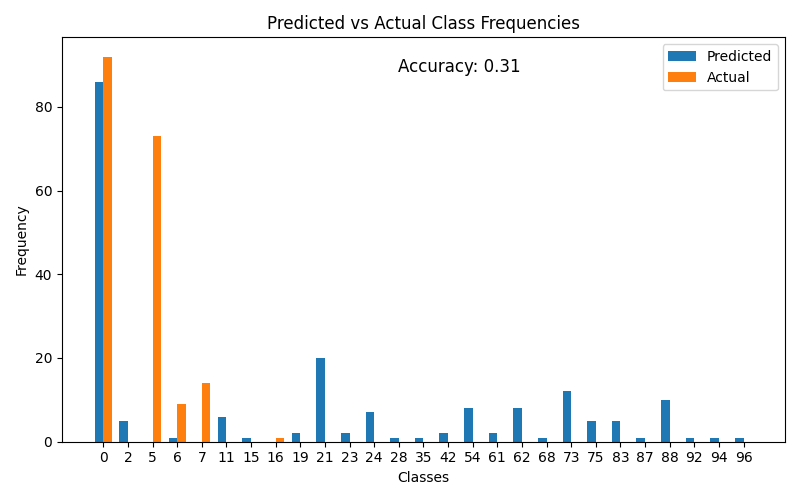 Predicted vs Actual Class Frequencies
Accuracy: 0.31
Predicted
Actual
Frequency
80
60
40
20
0
0 2 5 6 7 11 15 16 19 21 23 24 28 35 42 54 61 62 68 73 75 83 87 88 92 94 96
Classes